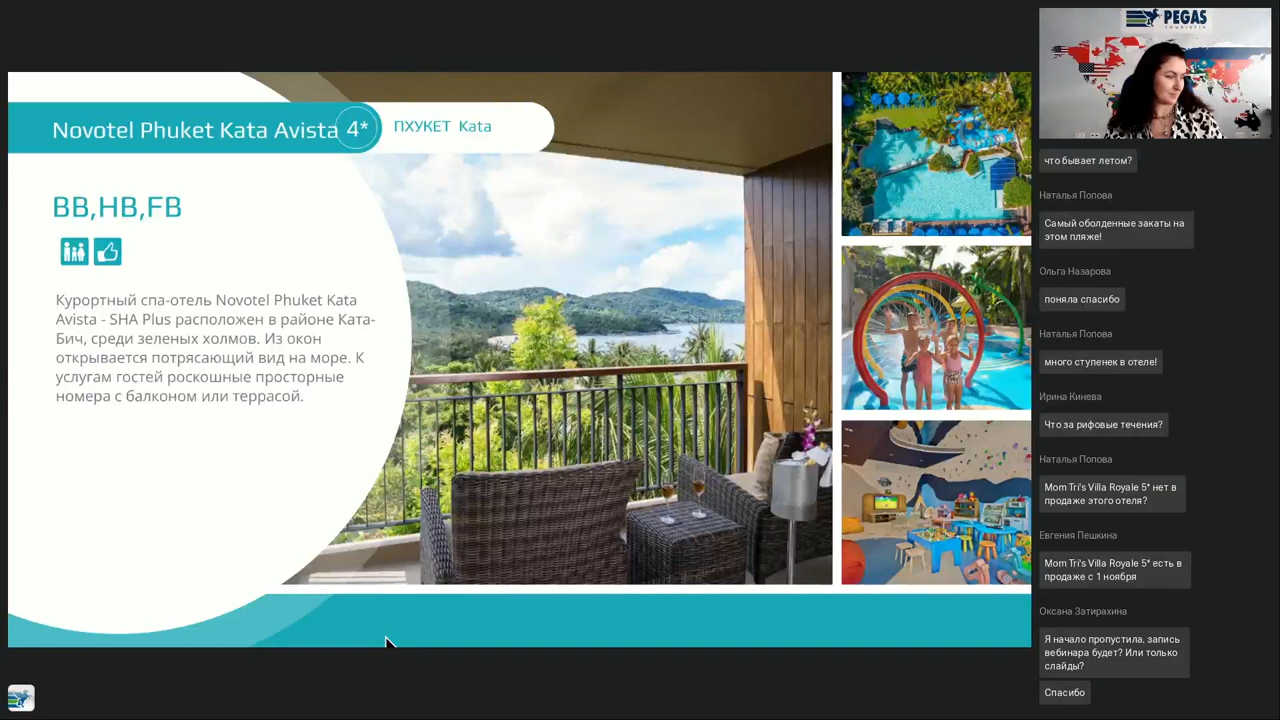 Novotel Phuket Kata Avista 4* ПХУКЕТ Kata
BB,HB,FB
Курортный спа-отель Novotel Phuket Kata
Avista - SHA Plus расположен в районе Ката-
Бич, среди зеленых холмов. Из окон
открывается потрясающий вид на море. К
услугам гостей роскошные просторные
номера с балконом или террасой.
PEGAS
TOURISTIK
что бывает летом?
Наталья Попова
Самый оболденные закаты на
этом пляже!
Ольга Назарова
поняла спасибо
Наталья Попова
много ступенек в отеле!
Ирина Кинева
Что за рифовые течения?
Наталья Попова
Mom Tri's Villa Royale 5* нет в
продаже этого отеля?
Евгения Пешкина
Mom Tri's Villa Royale 5* есть в
продаже с 1 ноября
Оксана Затирахина
Я начало пропустила, запись
вебинара будет? Или только
слайды?
Спасибо